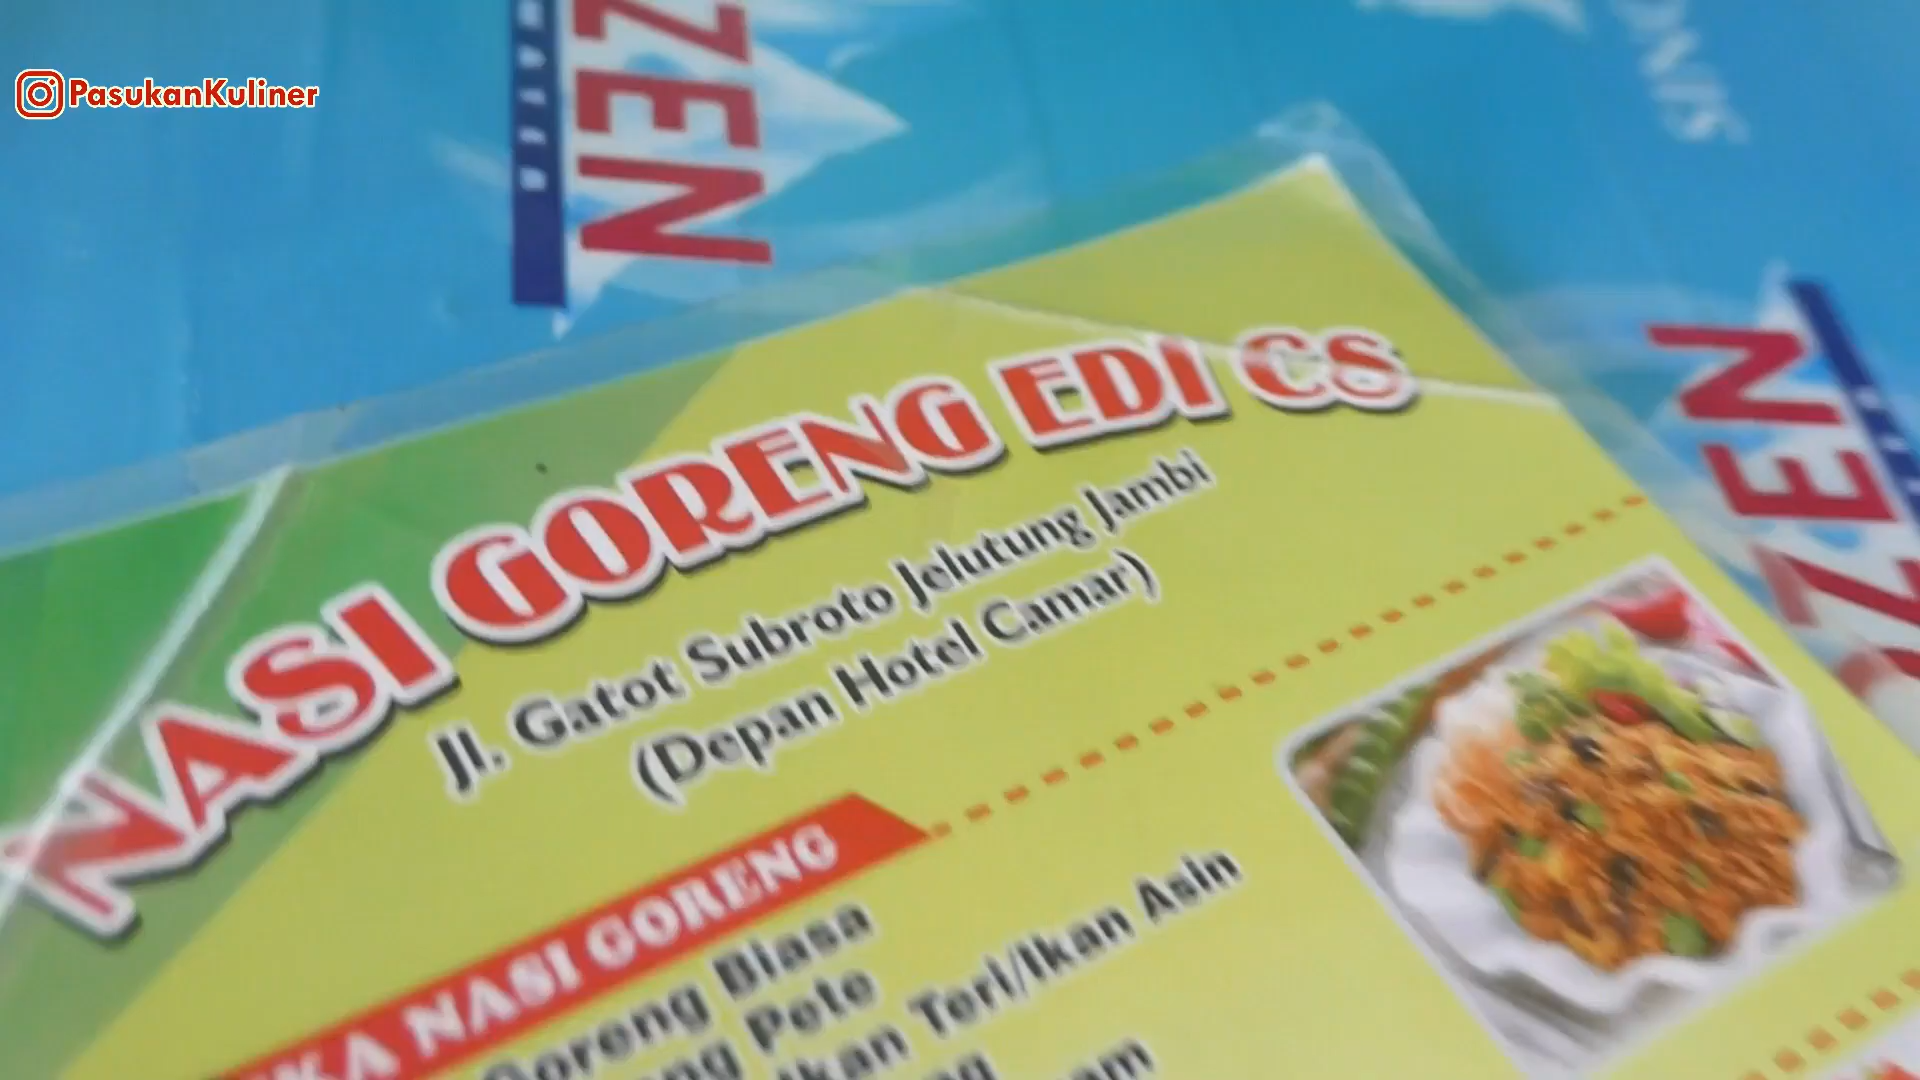 PasukanKuliner
WATER
ZEN
ZEN
NASI GORENG EDI CS
Jl. Gatot Subroto Jelutung Jambi
(Depan Hotel Camar)
NASI GORENG
Goreng Biasa
Pete
Ikan Teri/Ikan Asin